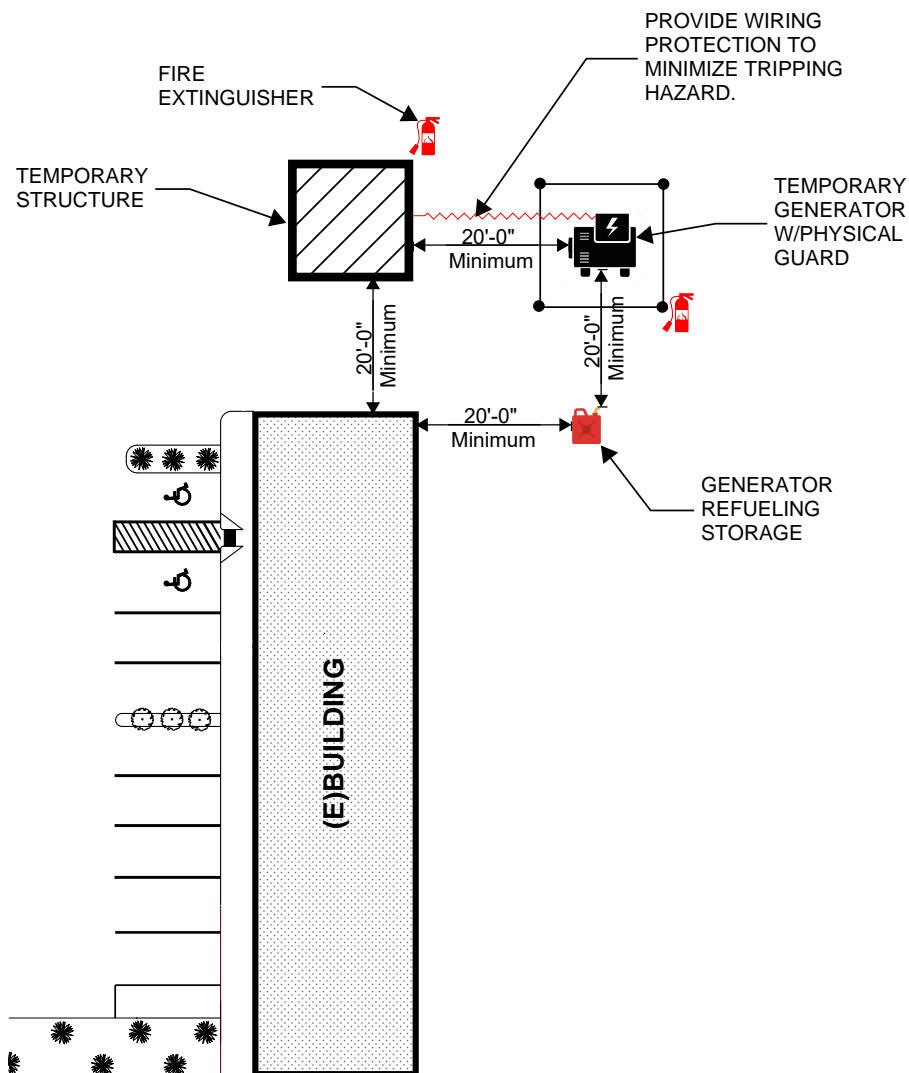 PROVIDE WIRING
PROTECTION TO
MINIMIZE TRIPPING
HAZARD.
FIRE
EXTINGUISHER
TEMPORARY
STRUCTURE
TEMPORARY
GENERATOR
W/PHYSICAL
GUARD
20'-0"
Minimum
20'-0"
Minimum
20'-0"
Minimum
20'-0"
Minimum
GENERATOR
REFUELING
STORAGE
(E)BUILDING